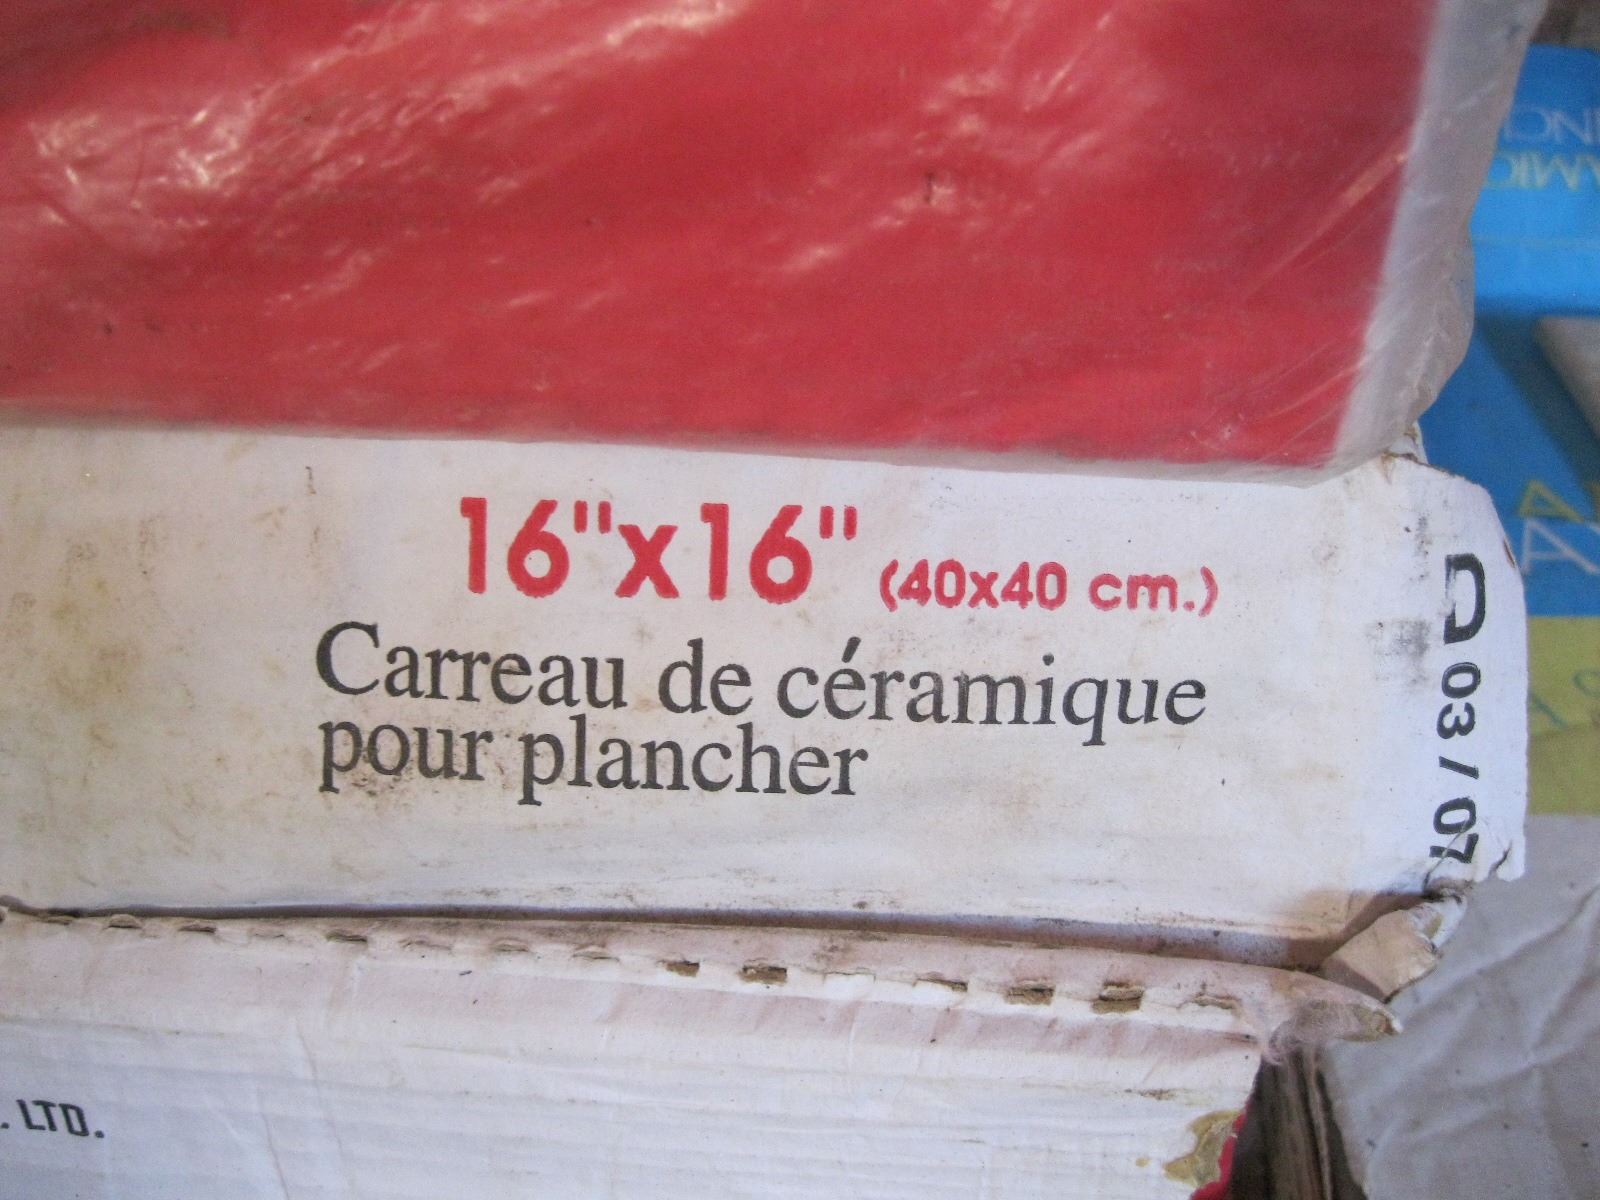 16"x16" (40x40 cm.)
Carreau de céramique
pour plancher
03/07
. LTD.